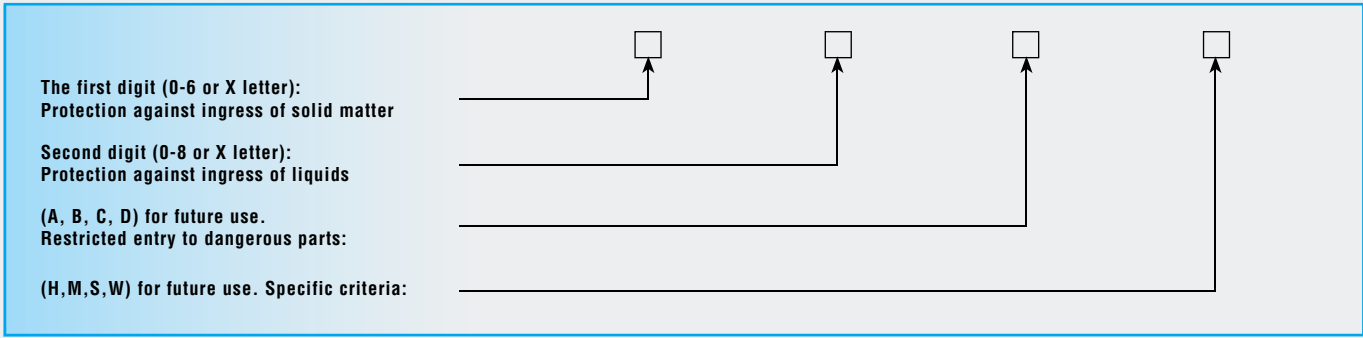 The first digit (0-6 or X letter):
Protection against ingress of solid matter
Second digit (0-8 or X letter):
Protection against ingress of liquids
(A, B, C, D) for future use.
Restricted entry to dangerous parts:
(H,M,S,W) for future use. Specific criteria: